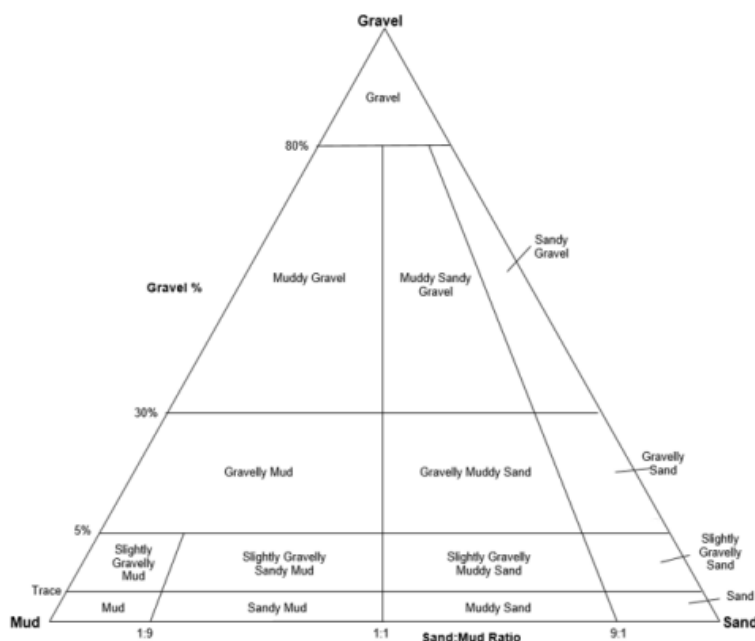 Gravel
Gravel
80%
Sandy
Gravel
Gravel %
Muddy Gravel
Muddy Sandy
Gravel
30%
Gravelly Mud
Gravelly Muddy Sand
Gravelly
Sand
5%
Slightly
Gravelly
Mud
Slightly Gravelly
Sandy Mud
Slightly Gravelly
Muddy Sand
Slightly
Gravelly
Sand
Trace
Mud
Mud
Sandy Mud
Muddy Sand
Sand
Sand
1:9
1:1
Sand:Mud Ratio
9:1